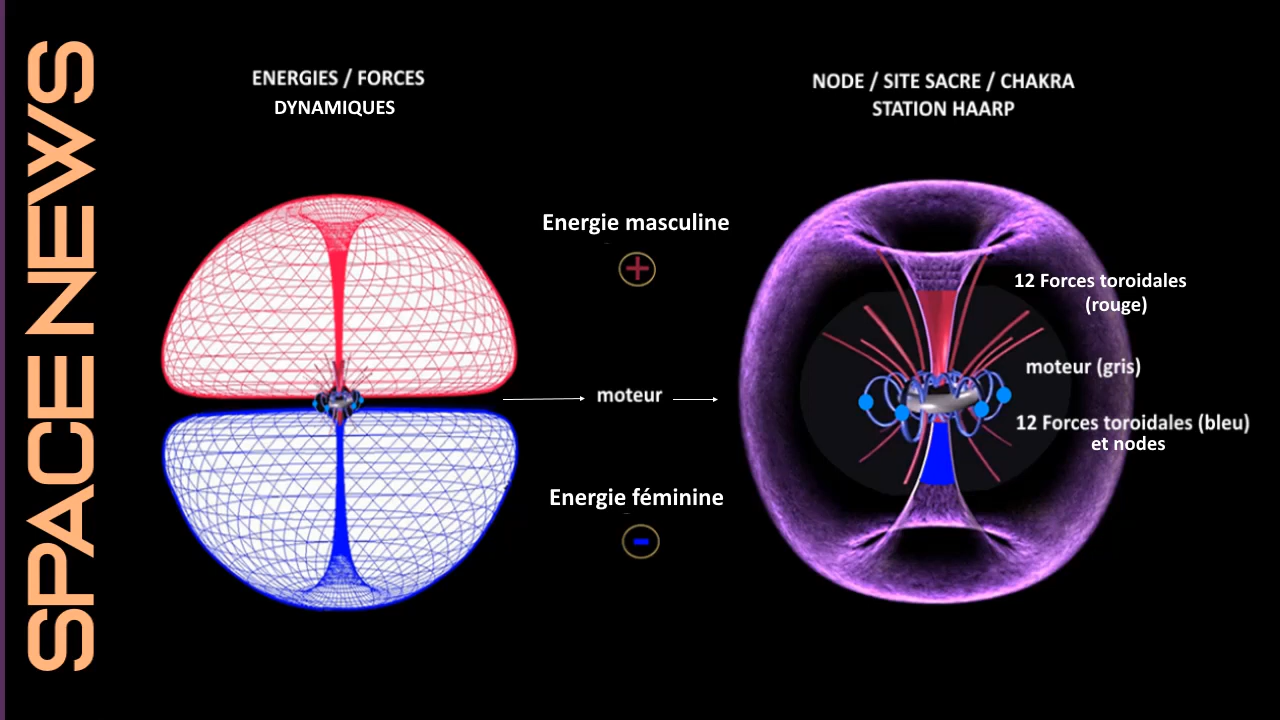 SPACE NEWS
ENERGIES / FORCES
DYNAMIQUES
NODE / SITE SACRE / CHAKRA
STATION HAARP
Energie masculine
+
12 Forces toroidales
(rouge)
moteur
moteur (gris)
12 Forces toroidales (bleu)
et nodes
Energie féminine
-